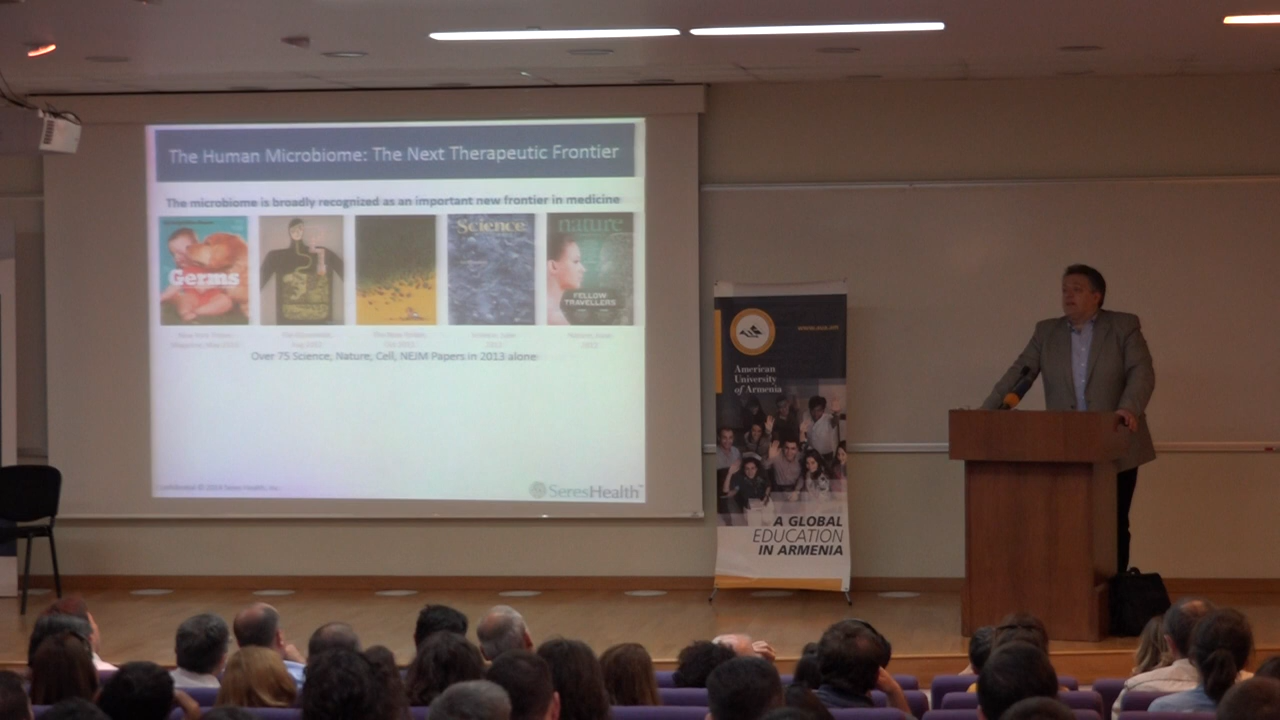 The Human Microbiome: The Next Therapeutic Frontier
The microbiome is broadly recognized as an important new frontier in medicine
Germs
Science
nature
FELLOW
TRAVELLERS
Over 75 Science, Nature, Cell, NEJM Papers in 2013 alone
SeresHealth™
American
University
of Armenia
A GLOBAL
EDUCATION
IN ARMENIA